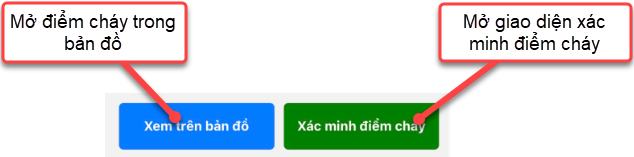 Mở điểm cháy trong
bản đồ
Mở giao diện xác
minh điểm cháy
Xem trên bản đồ
Xác minh điểm cháy